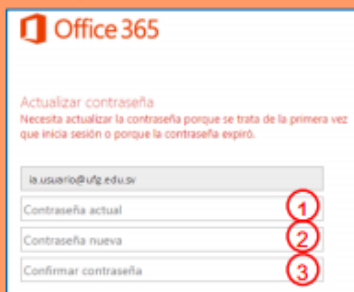 Office 365
Actualizar contraseña
Necesita actualizar la contraseña porque se trata de la primera vez
que inicia sesión o porque la contraseña expiró.
ia.usuario@ufg.edu.sv
Contraseña actual 1
Contraseña nueva 2
Confirmar contraseña 3